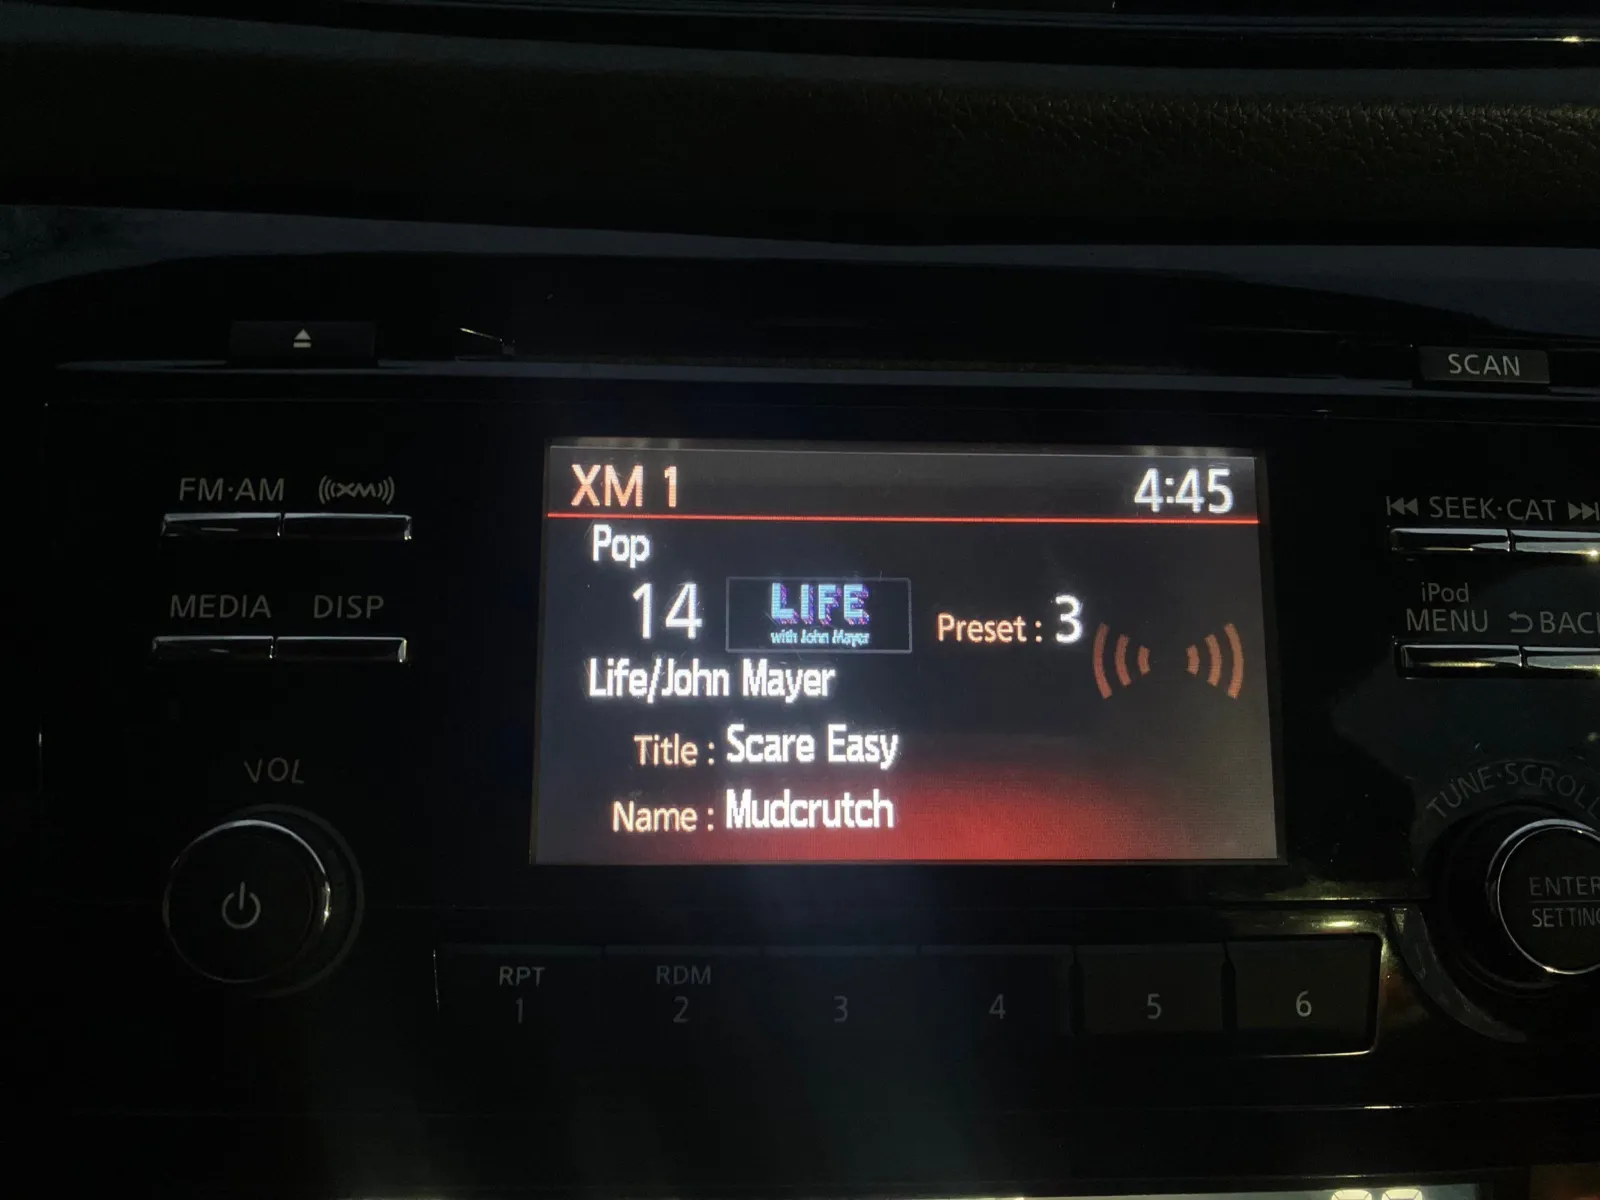 SCAN
FM·AM
XM
XM 1
4:45
SEEK·CAT
Pop
14
LIFE
with John Mayer
Preset : 3
MEDIA
DISP
iPod
MENU
Life/John Mayer
Title : Scare Easy
Name : Mudcrutch
VOL
TUNE·SCROLL
ENTER
RPT
1
RDM
2
3
4
5
6